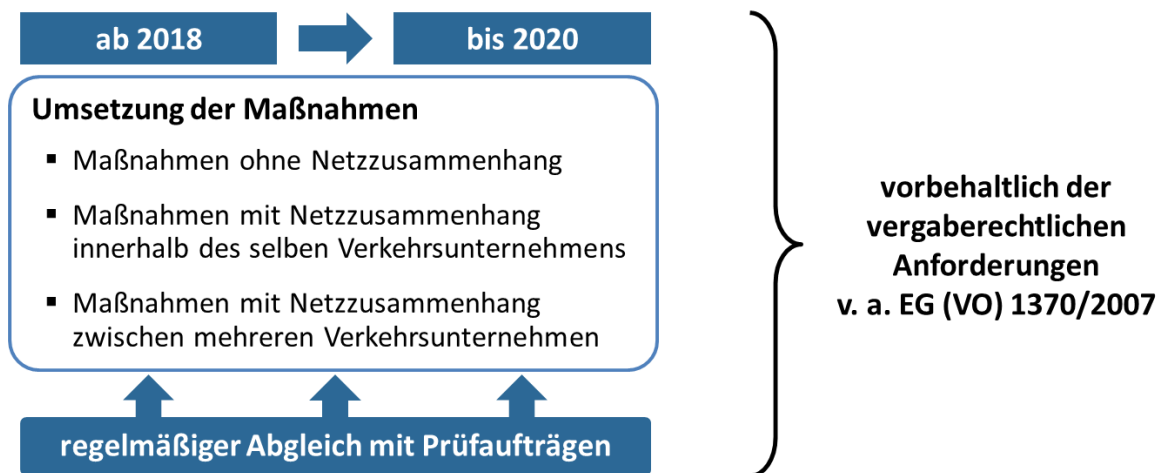 ab 2018
bis 2020
Umsetzung der Maßnahmen
▪ Maßnahmen ohne Netzzusammenhang
▪ Maßnahmen mit Netzzusammenhang
innerhalb des selben Verkehrsunternehmens
▪ Maßnahmen mit Netzzusammenhang
zwischen mehreren Verkehrsunternehmen
regelmäßiger Abgleich mit Prüfaufträgen
vorbehaltlich der
vergaberechtlichen
Anforderungen
v. a. EG (VO) 1370/2007